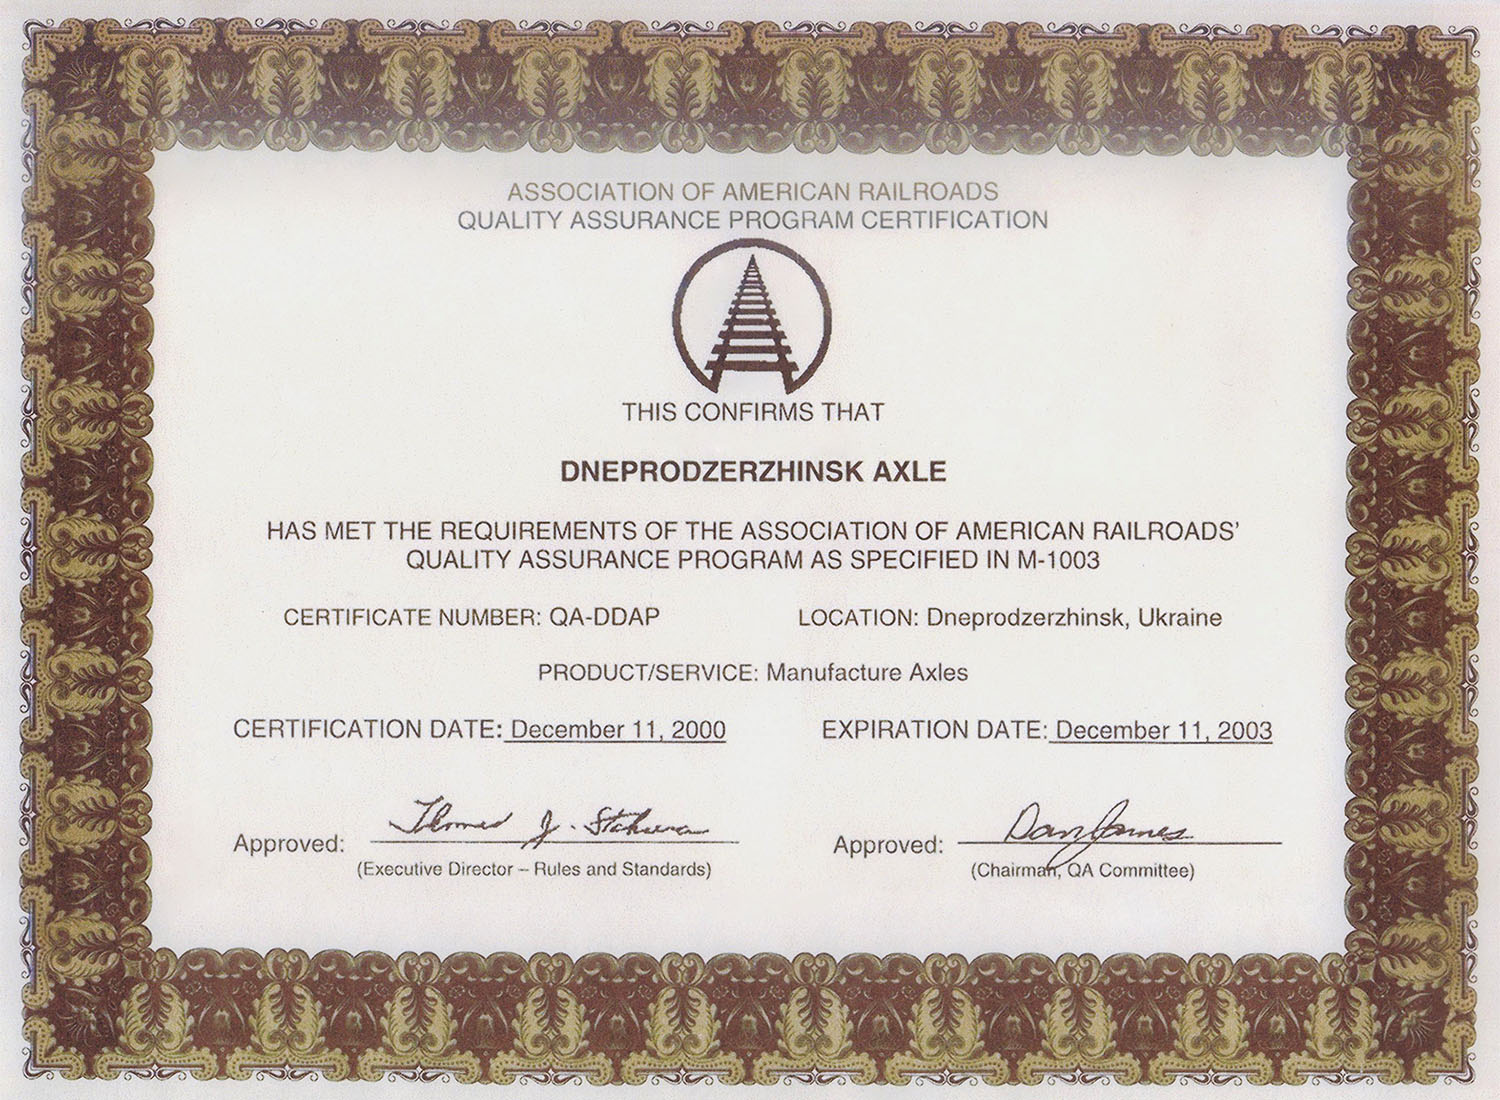 ASSOCIATION OF AMERICAN RAILROADS
QUALITY ASSURANCE PROGRAM CERTIFICATION
THIS CONFIRMS THAT
DNEPRODZERZHINSK AXLE
HAS MET THE REQUIREMENTS OF THE ASSOCIATION OF AMERICAN RAILROADS'
QUALITY ASSURANCE PROGRAM AS SPECIFIED IN M-1003
CERTIFICATE NUMBER: QA-DDAP LOCATION: Dneprodzerzhinsk, Ukraine
PRODUCT/SERVICE: Manufacture Axles
CERTIFICATION DATE: December 11, 2000 EXPIRATION DATE: December 11, 2003
Approved: Thomas J. Approved: Dan James
(Executive Director – Rules and Standards) (Chairman, QA Committee)